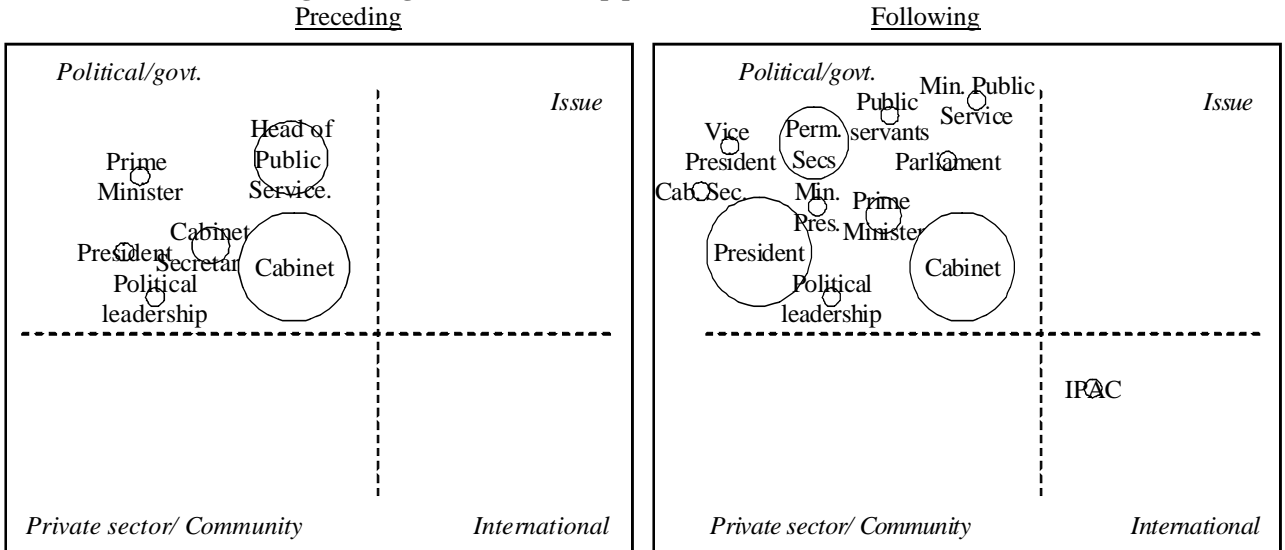 Preceding
Following
Political/govt.
Issue
Head of
Public
Service.
Prime
Minister
Cabinet
Secretar
President
Cabinet
Political
leadership
Private sector/ Community
International
Political/govt.
Issue
Min. Public
Service
Public
servants
Perm.
Secs
Vice
President
Parliament
Cab. Sec.
Min.
Pres.
Prime
Minister
President
Cabinet
Political
leadership
IPAC
Private sector/ Community
International